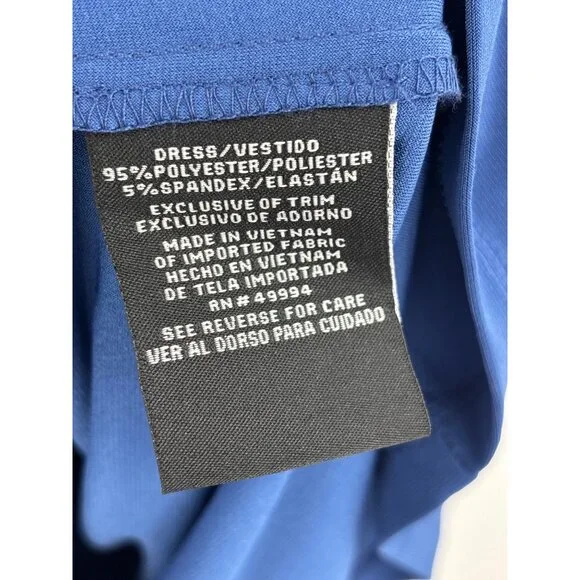 DRESS/VESTIDO
95%POLYESTER/POLIESTER
5%SPANDEX/ELASTÁN
EXCLUSIVE OF TRIM
EXCLUSIVO DE ADORNO
MADE IN VIETNAM
OF IMPORTED FABRIC
HECHO EN VIETNAM
DE TELA IMPORTADA
RN#49994
SEE REVERSE FOR CARE
VER AL DORSO PARA CUIDADO